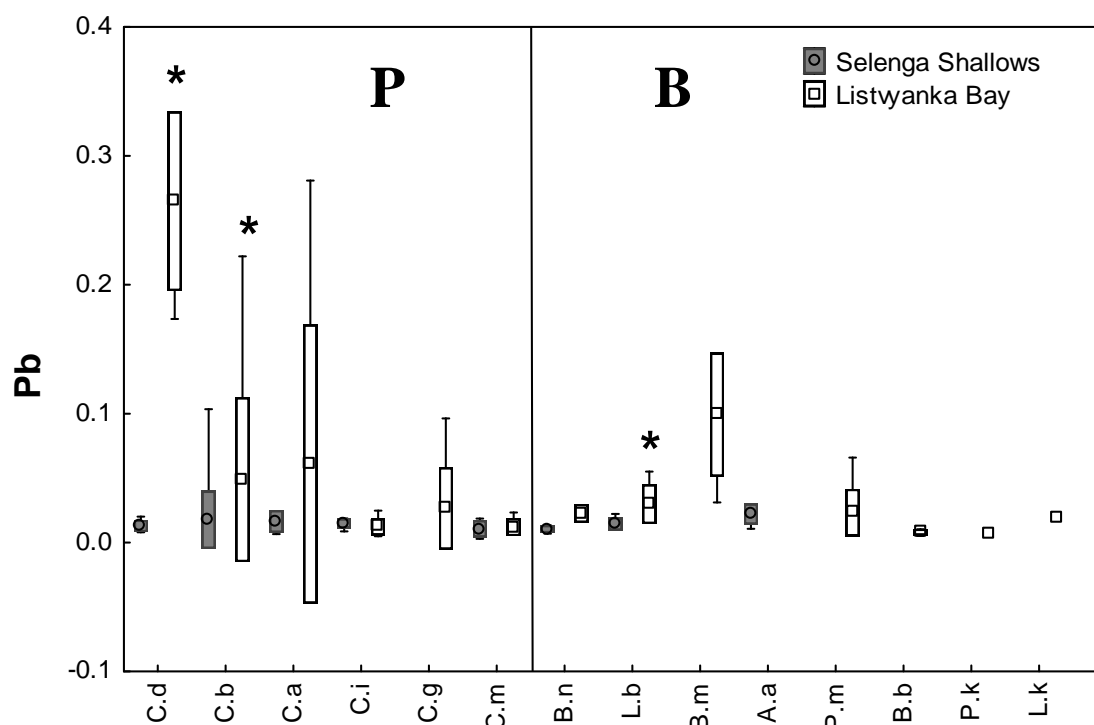 0.4
0.3
0.2
0.1
0.0
-0.1
Pb
* * *
P
B
Selenga Shallows
Listvyanka Bay
C.d C.b C.a C.i C.g C.m B.n L.b B.m A.a P.m B.b P.k L.k